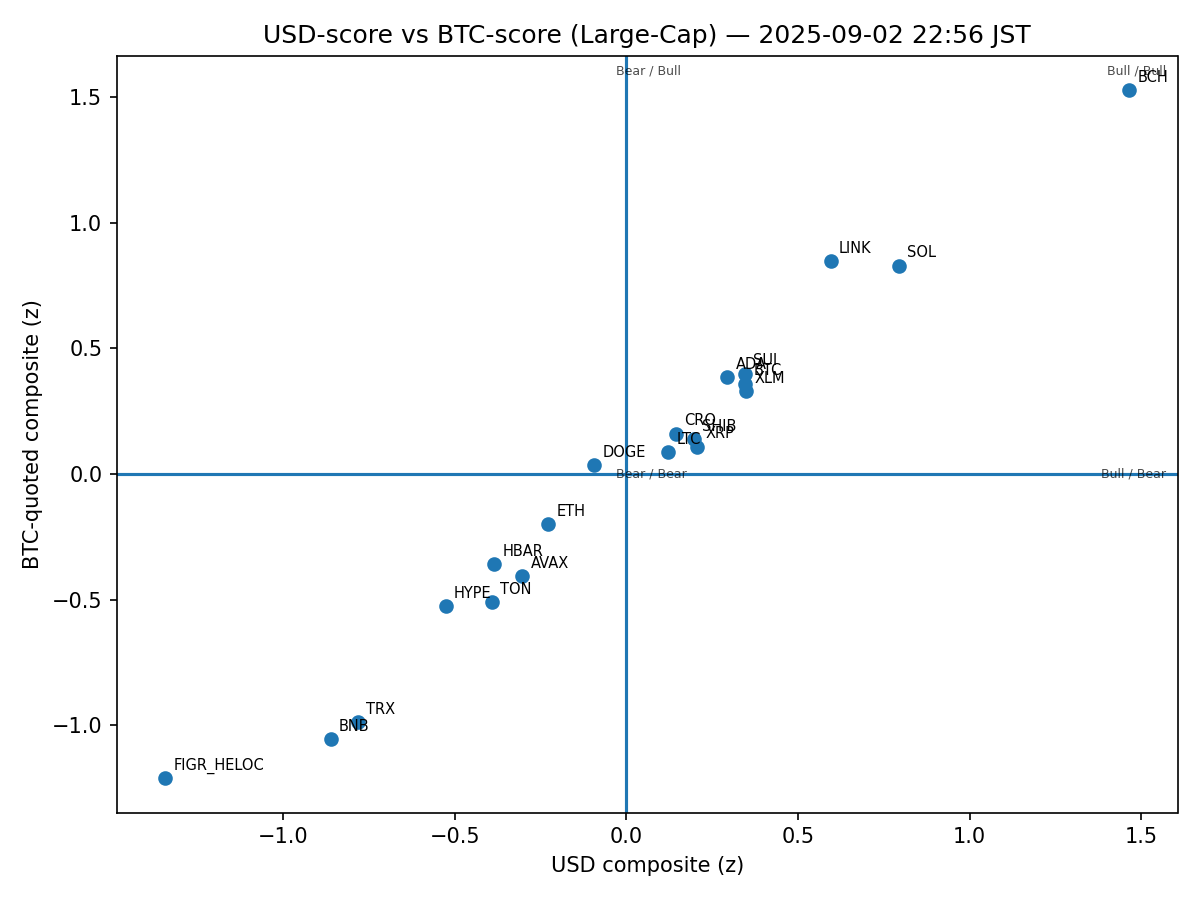 USD-score vs BTC-score (Large-Cap) — 2025-09-02 22:56 JST
Bear / Bull
Bull / Bull
BCH
1.5
1.0
LINK
SOL
0.5
SUI
ADA
BTC
XLM
CRO
SHIB
XRP
LTC
DOGE
0.0
Bear / Bear
Bull / Bear
ETH
HBAR
AVAX
TON
HYPE
−0.5
TRX
BNB
−1.0
FIGR_HELOC
BTC-quoted composite (z)
−1.0
−0.5
0.0
0.5
1.0
1.5
USD composite (z)